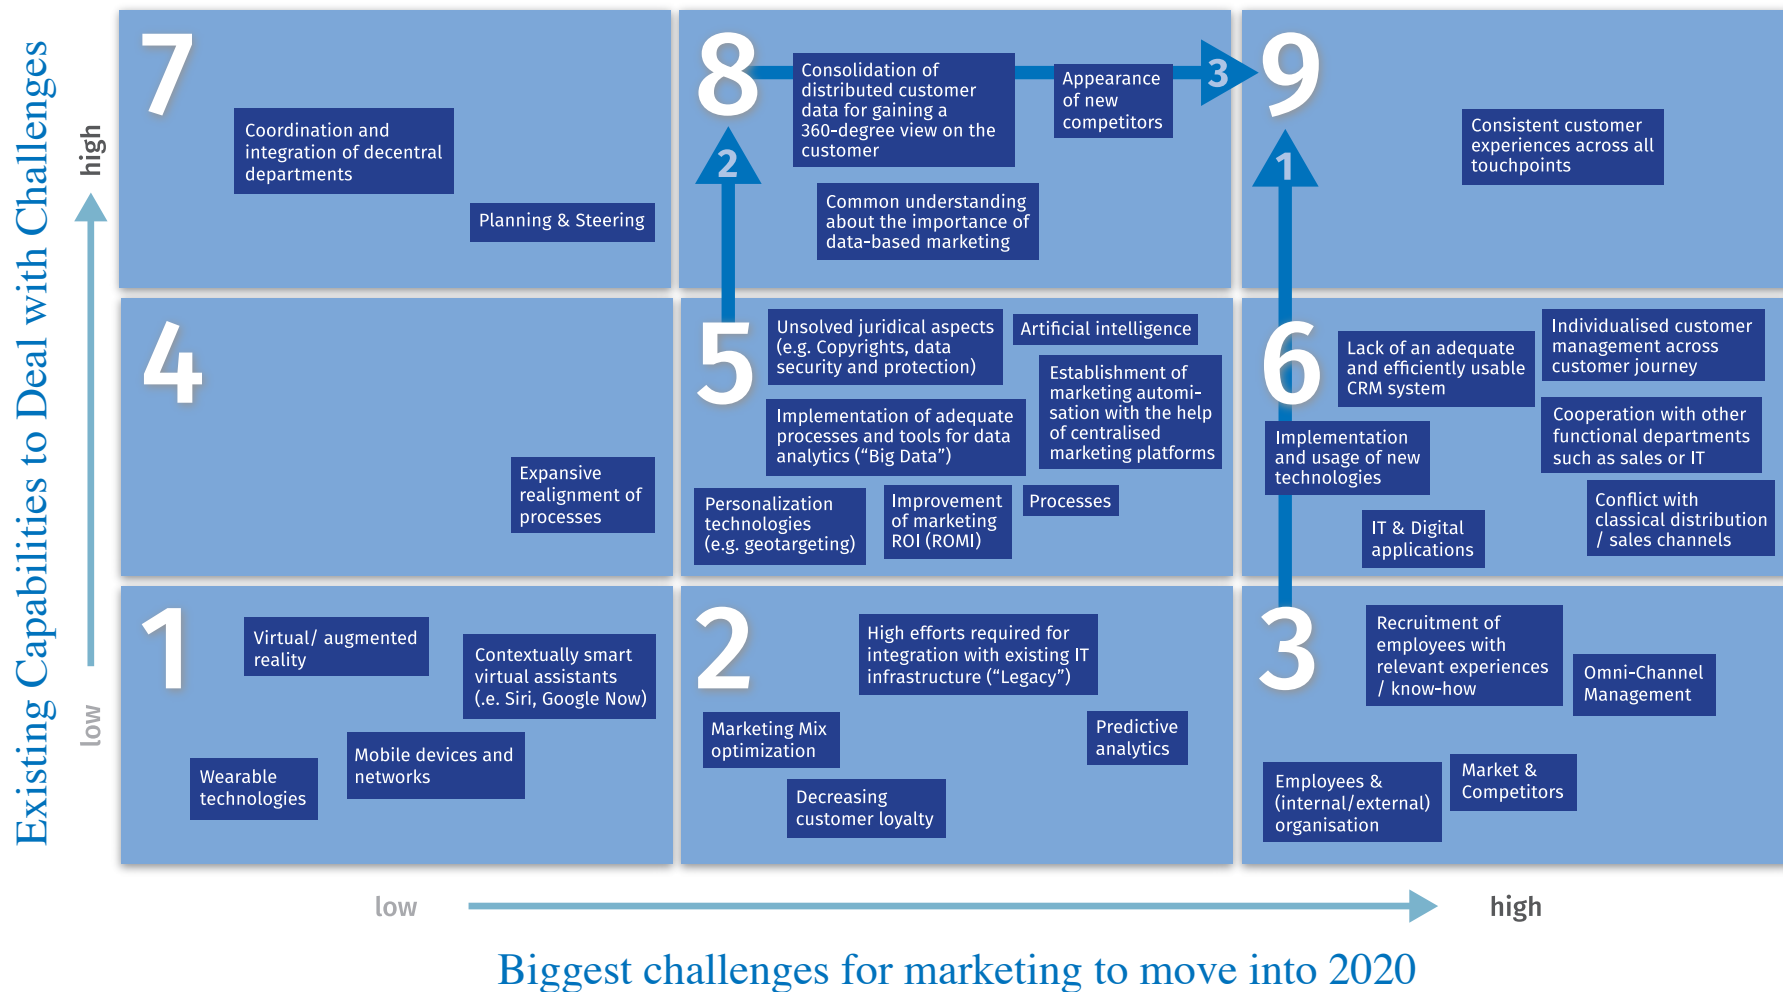 Existing Capabilities to Deal with Challenges
high
low
7
Coordination and
integration of decentral
departments
Planning & Steering
8
Consolidation of
distributed customer
data for gaining a
360-degree view on the
customer
Appearance
of new
competitors
3
Common understanding
about the importance of
data-based marketing
2
9
Consistent customer
experiences across all
touchpoints
1
4
Expansive
realignment of
processes
5
Unsolved juridical aspects
(e.g. Copyrights, data
security and protection)
Artificial intelligence
Implementation of adequate
processes and tools for data
analytics (“Big Data”)
Establishment of
marketing automi-
sation with the help
of centralised
marketing platforms
Personalization
technologies
(e.g. geotargeting)
Improvement
of marketing
ROI (ROMI)
Processes
6
Lack of an adequate
and efficiently usable
CRM system
Individualised customer
management across
customer journey
Implementation
and usage of new
technologies
Cooperation with other
functional departments
such as sales or IT
IT & Digital
applications
Conflict with
classical distribution
/ sales channels
1
Virtual/ augmented
reality
Contextually smart
virtual assistants
(.e. Siri, Google Now)
Wearable
technologies
Mobile devices and
networks
2
High efforts required for
integration with existing IT
infrastructure (“Legacy”)
Marketing Mix
optimization
Predictive
analytics
Decreasing
customer loyalty
3
Recruitment of
employees with
relevant experiences
/ know-how
Omni-Channel
Management
Employees &
(internal/external)
organisation
Market &
Competitors
low
high
Biggest challenges for marketing to move into 2020